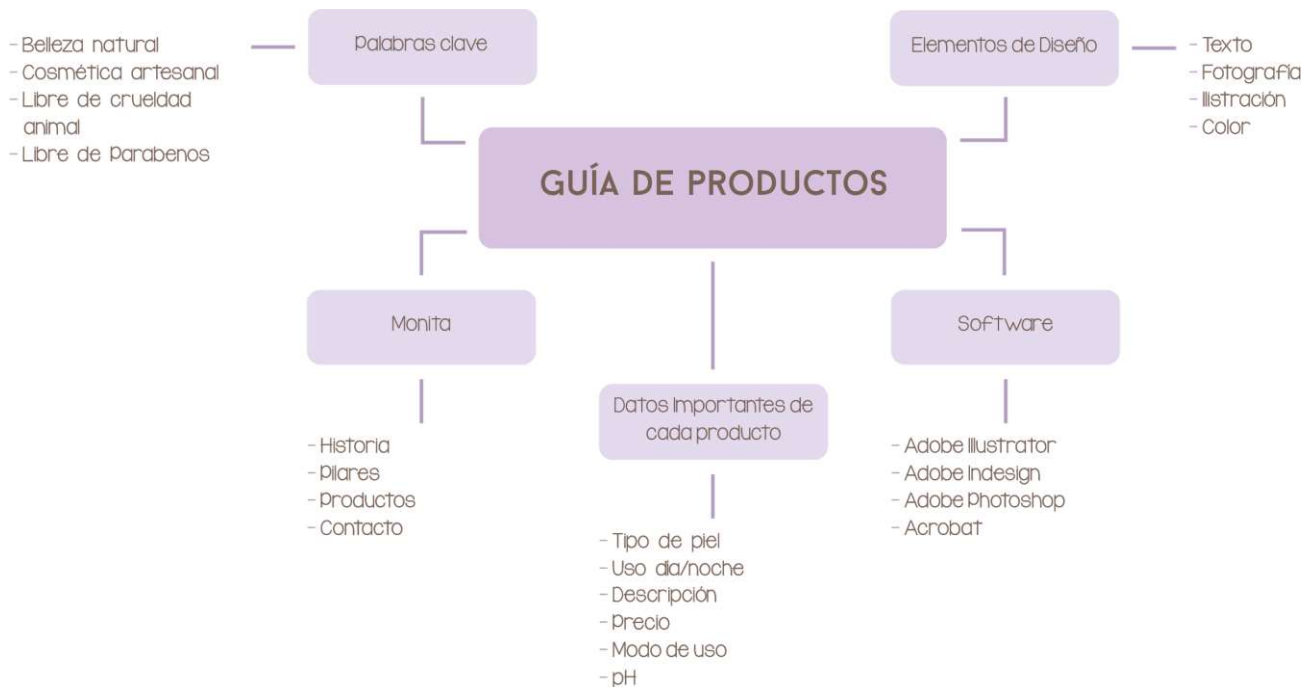 Palabras clave
- Belleza natural
- Cosmética artesanal
- Libre de crueldad
animal
- Libre de Parabenos
Elementos de Diseño
- Texto
- Fotografía
- Ilistración
- Color
GUÍA DE PRODUCTOS
Monita
- Historia
- Pilares
- Productos
- Contacto
Datos Importantes de
cada producto
- Tipo de piel
- Uso día/noche
- Descripción
- Precio
- Modo de uso
- pH
Software
- Adobe Illustrator
- Adobe Indesign
- Adobe Photoshop
- Acrobat